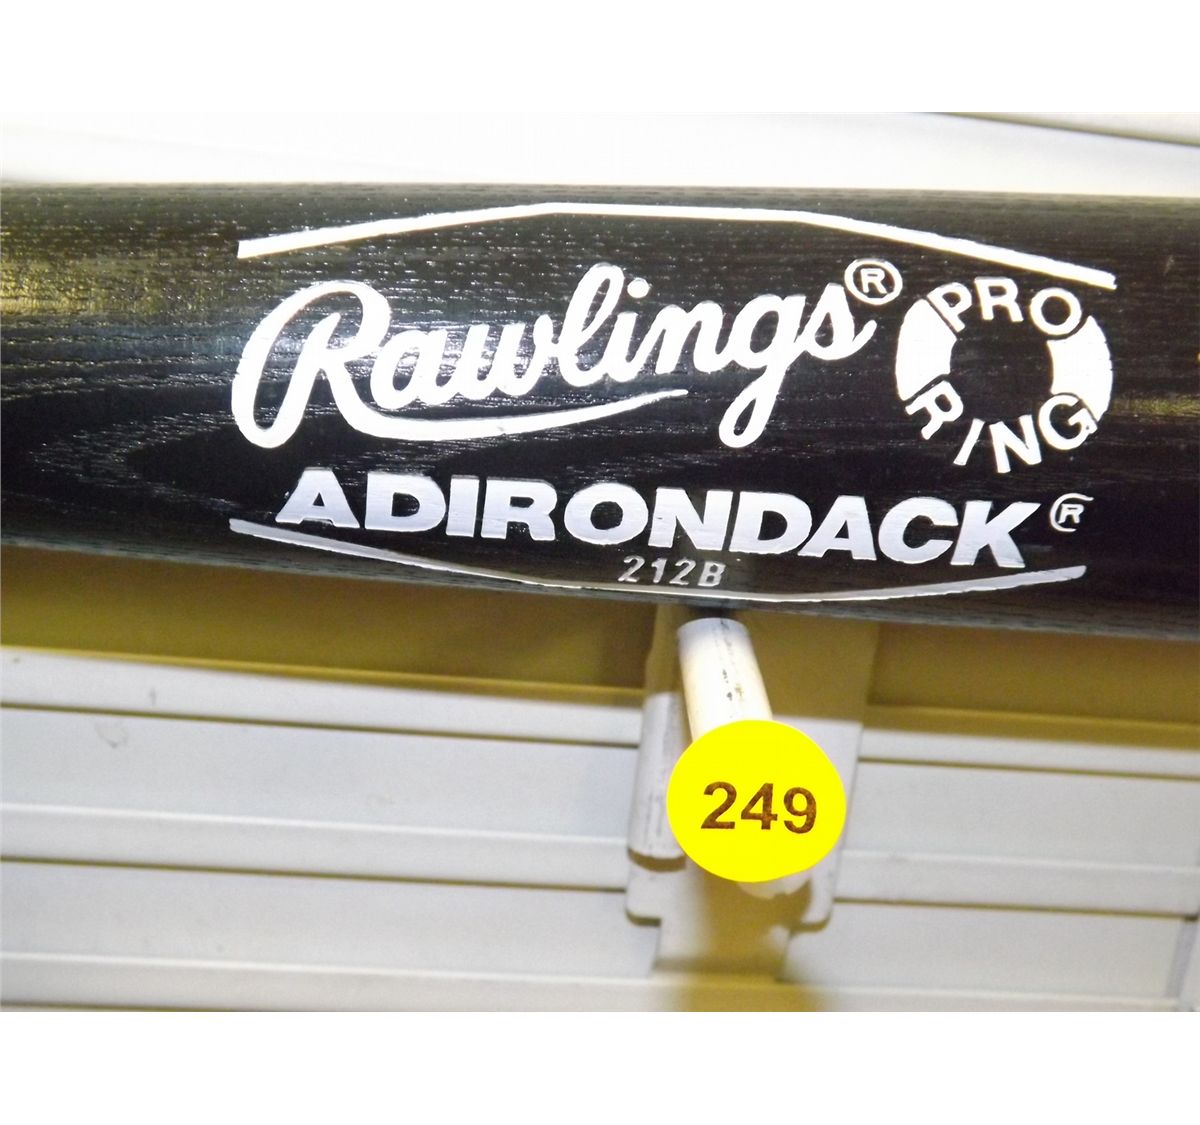 Rawlings®
PRO
RING
ADIRONDACK®
212B
249